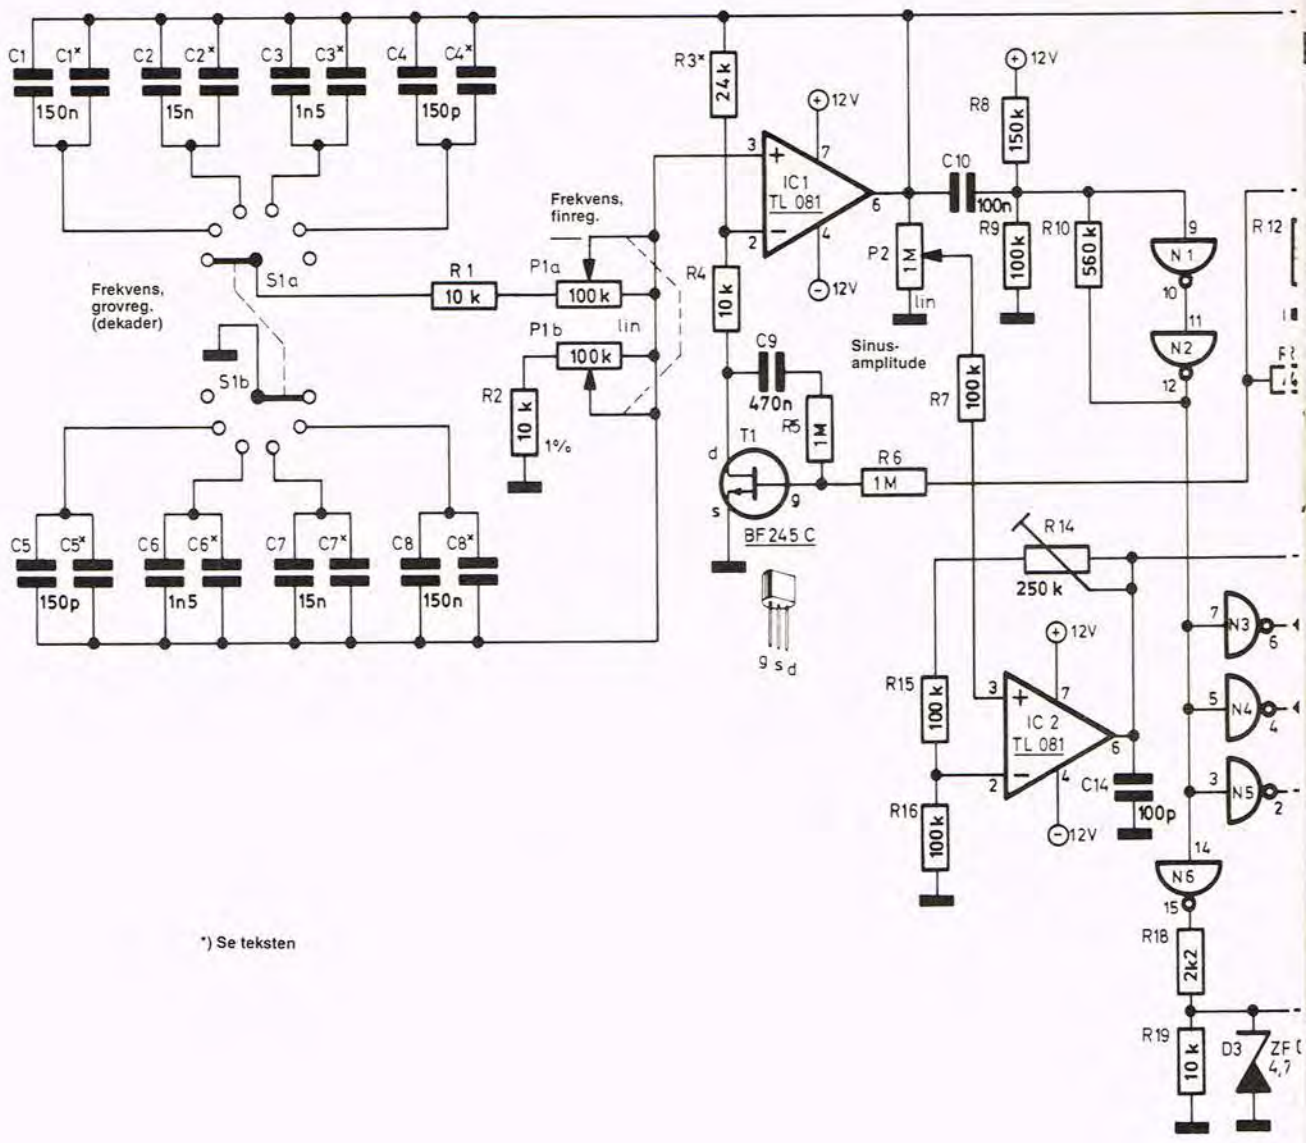 C1
C1*
C2
C2*
C3
C3*
C4
C4*
150n
15n
1n5
150p
R3*
24k
12V
12V
R8
150k
3
7
IC1
TL 081
6
2
4
12V
C10
100n
R9
100k
R10
560k
9
N1
10
11
N2
12
R12
Frekvens,
finreg.
P1a
100k
R1
10k
S1a
Frekvens,
grovreg.
(dekader)
P1b
100k
lin
S1b
R2
10k
1%
R4
10k
P2
1M
lin
Sinus-
amplitude
C9
470n
R5
1M
R7
100k
T1
d
g
s
BF245C
R6
1M
g s d
C5
C5*
C6
C6*
C7
C7*
C8
C8*
150p
1n5
15n
150n
R14
250k
12V
R15
100k
3
7
IC2
TL 081
6
2
4
12V
R16
100k
C14
100p
7
N3
6
5
N4
4
3
N5
2
14
N6
15
R18
2k2
R19
10k
D3
4,7
*) Se teksten